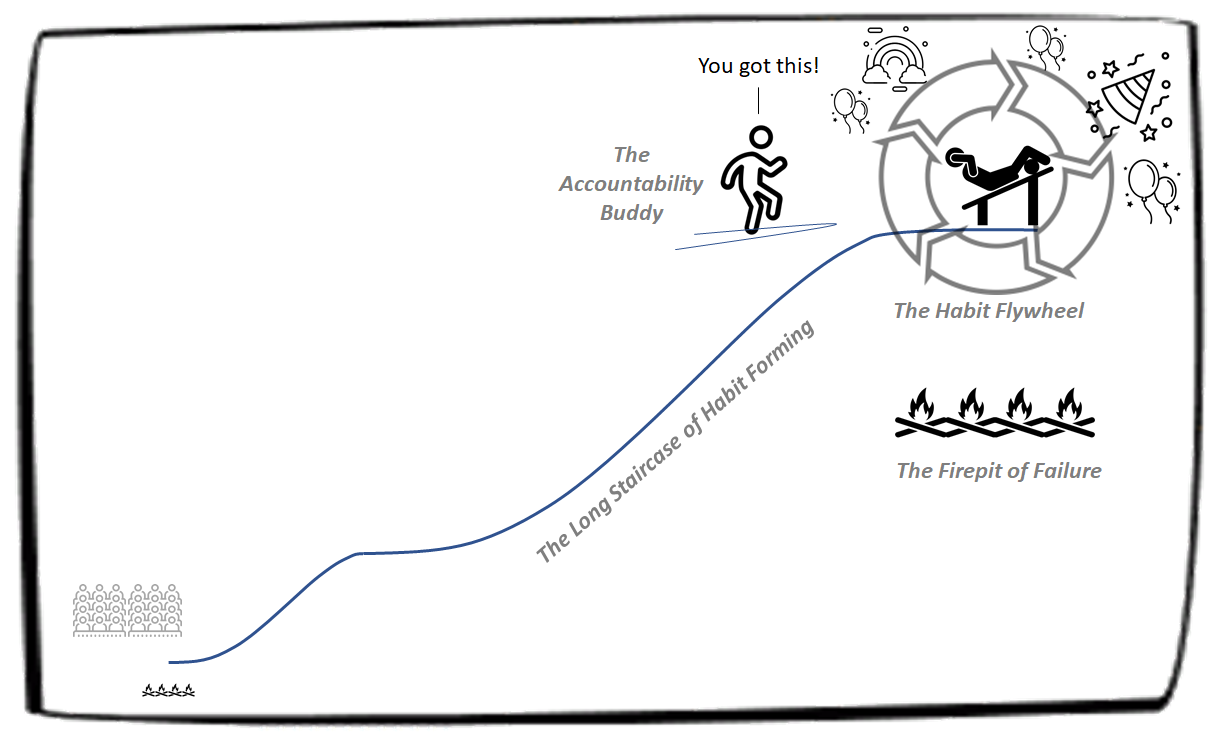 You got this!
The
Accountability
Buddy
The Habit Flywheel
The Long Staircase of Habit Forming
The Firepit of Failure